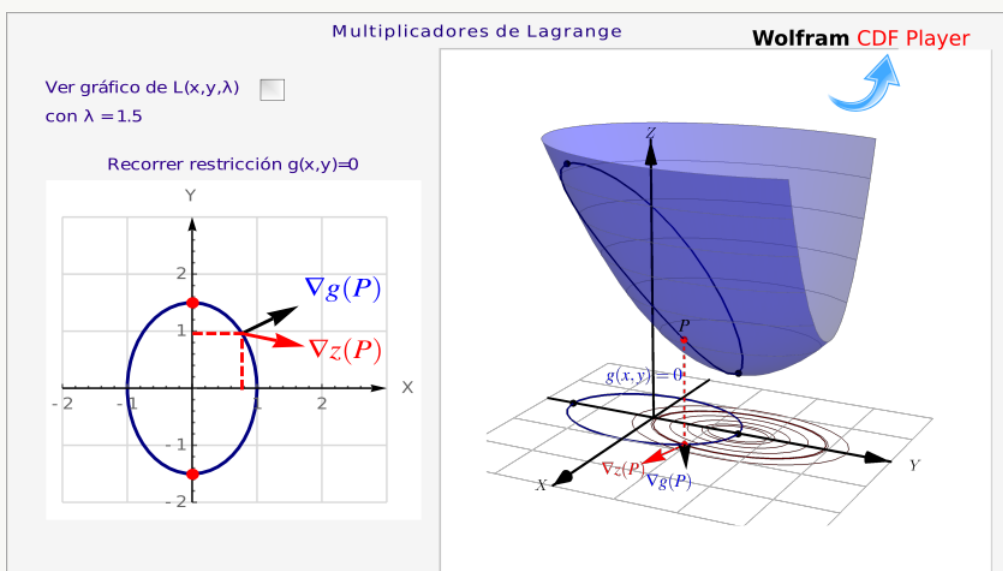 Multiplicadores de Lagrange
Wolfram CDF Player
Ver gráfico de L(x,y,λ)
con λ =1.5
Recorrer restricción g(x,y)=0
Y
2
1
-2
-1
1
2
X
-1
-2
∇g(P)
∇z(P)
Z
P
g(x,y) = 0
∇z(P)
∇g(P)
X
Y